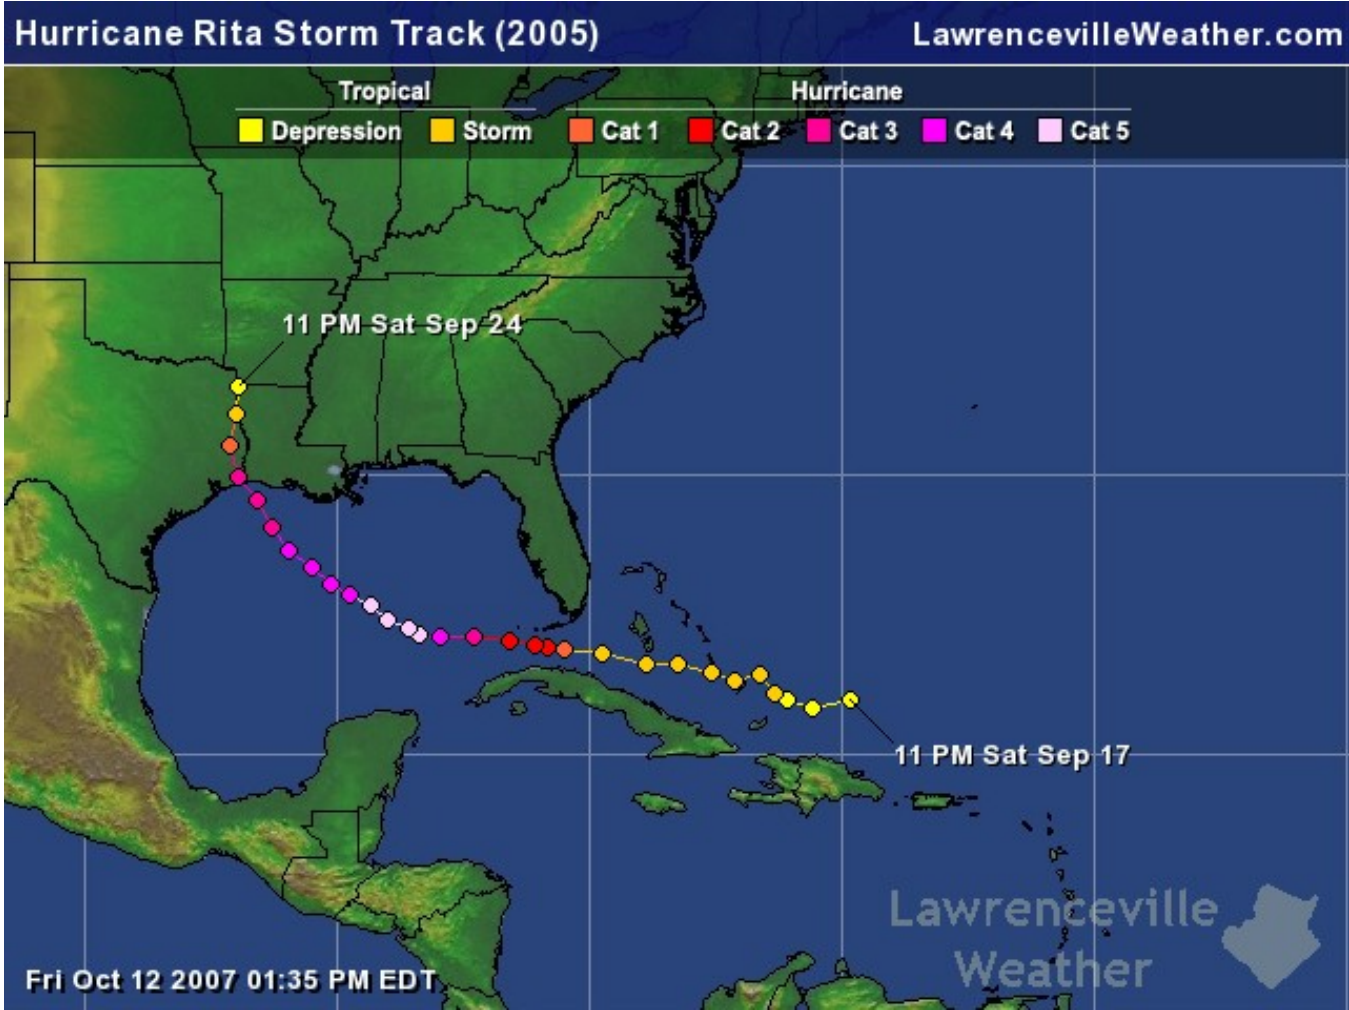 Hurricane Rita Storm Track (2005)
LawrencevilleWeather.com
Tropical
Hurricane
Depression
Storm
Cat 1
Cat 2
Cat 3
Cat 4
Cat 5
11 PM Sat Sep 24
11 PM Sat Sep 17
Lawrenceville
Weather
Fri Oct 12 2007 01:35 PM EDT